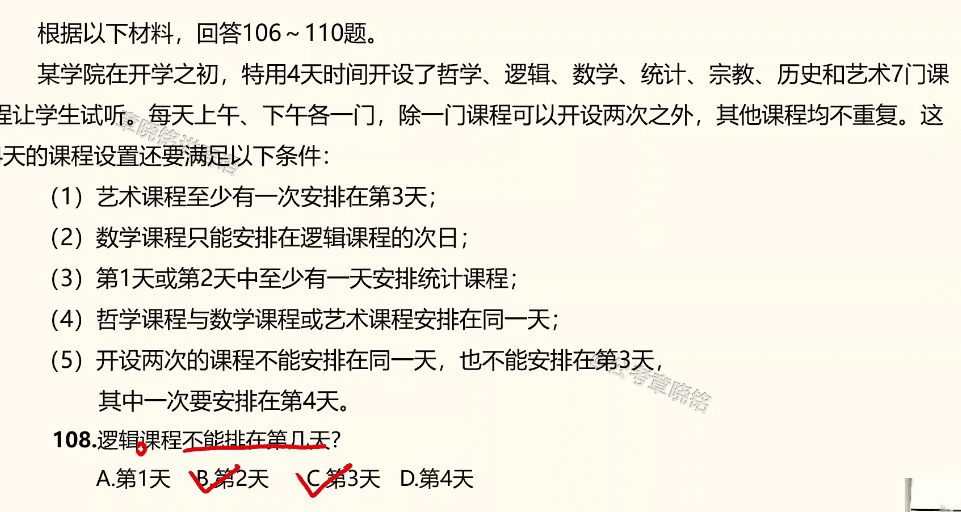 根据以下材料，回答106～110题。
某学院在开学之初，特用4天时间开设了哲学、逻辑、数学、统计、宗教、历史和艺术7门课
程让学生试听。每天上午、下午各一门，除一门课程可以开设两次之外，其他课程均不重复。这
4天的课程设置还要满足以下条件：
（1）艺术课程至少有一次安排在第3天；
（2）数学课程只能安排在逻辑课程的次日；
（3）第1天或第2天中至少有一天安排统计课程；
（4）哲学课程与数学课程或艺术课程安排在同一天；
（5）开设两次的课程不能安排在同一天，也不能安排在第3天，
其中一次要安排在第4天。
108.逻辑课程不能排在第几天？
A.第1天 B.第2天 C.第3天 D.第4天
章晓铭
考章晓铭